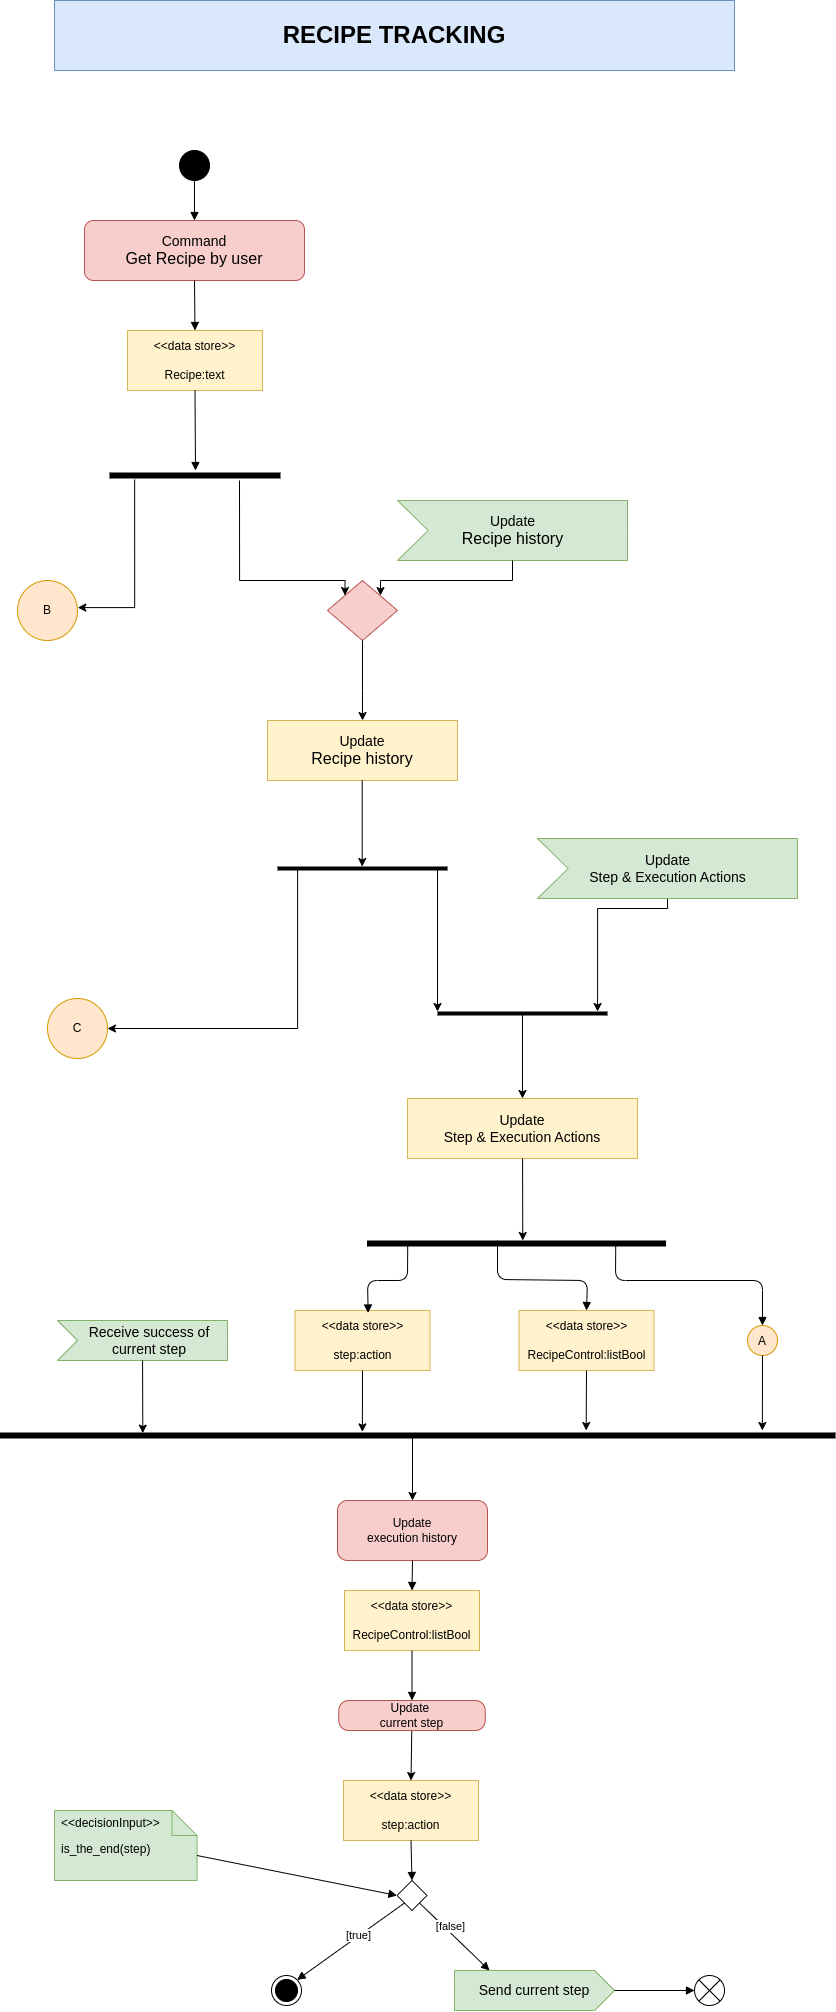 RECIPE TRACKING
Command
Get Recipe by user
<<data store>>
Recipe:text
Update
Recipe history
B
Update
Recipe history
Update
Step & Execution Actions
C
Update
Step & Execution Actions
Receive success of
current step
<<data store>>
step:action
<<data store>>
RecipeControl:listBool
A
Update
execution history
<<data store>>
RecipeControl:listBool
Update
current step
<<data store>>
step:action
<<decisionInput>>
is_the_end(step)
[true]
[false]
Send current step